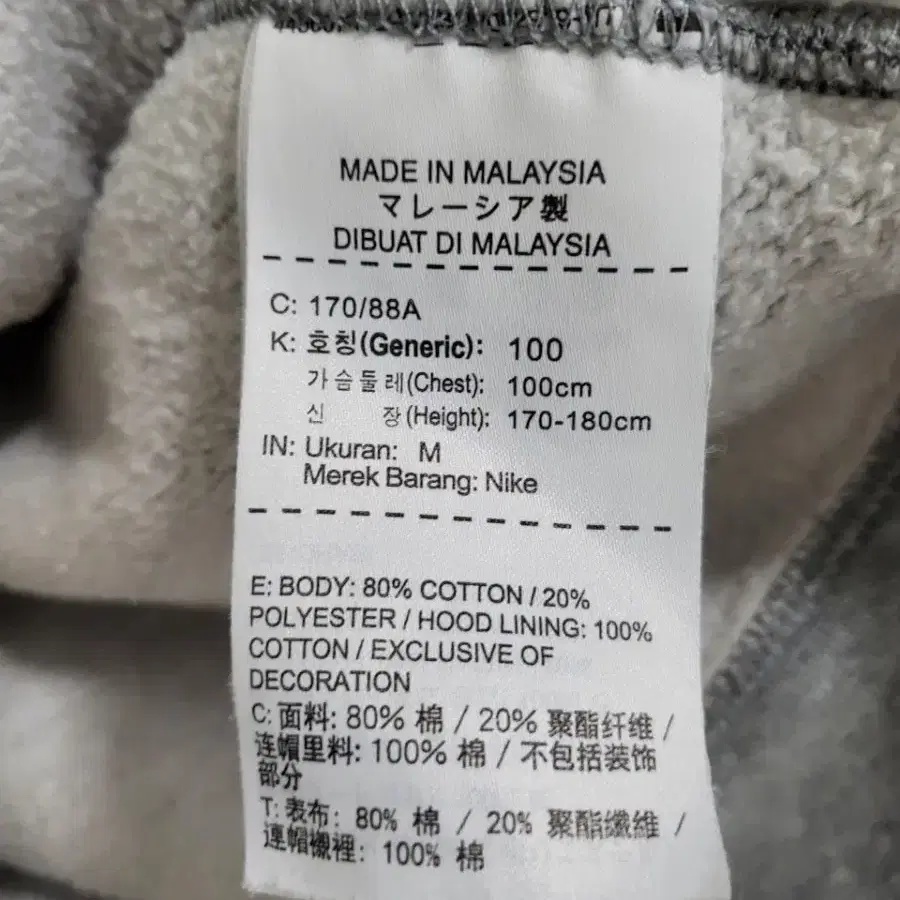 MADE IN MALAYSIA
マレーシア製
DIBUAT DI MALAYSIA
C: 170/88A
K: 호칭(Generic): 100
가슴둘레(Chest): 100cm
신 장(Height): 170-180cm
IN: Ukuran: M
Merek Barang: Nike
E: BODY: 80% COTTON / 20%
POLYESTER / HOOD LINING: 100%
COTTON / EXCLUSIVE OF
DECORATION
C: 面料: 80% 棉 / 20% 聚酯纤维 /
连帽里料: 100% 棉 / 不包括装饰
部分
T: 表布: 80% 棉 / 20% 聚酯纖維 /
連帽襯裡: 100% 棉